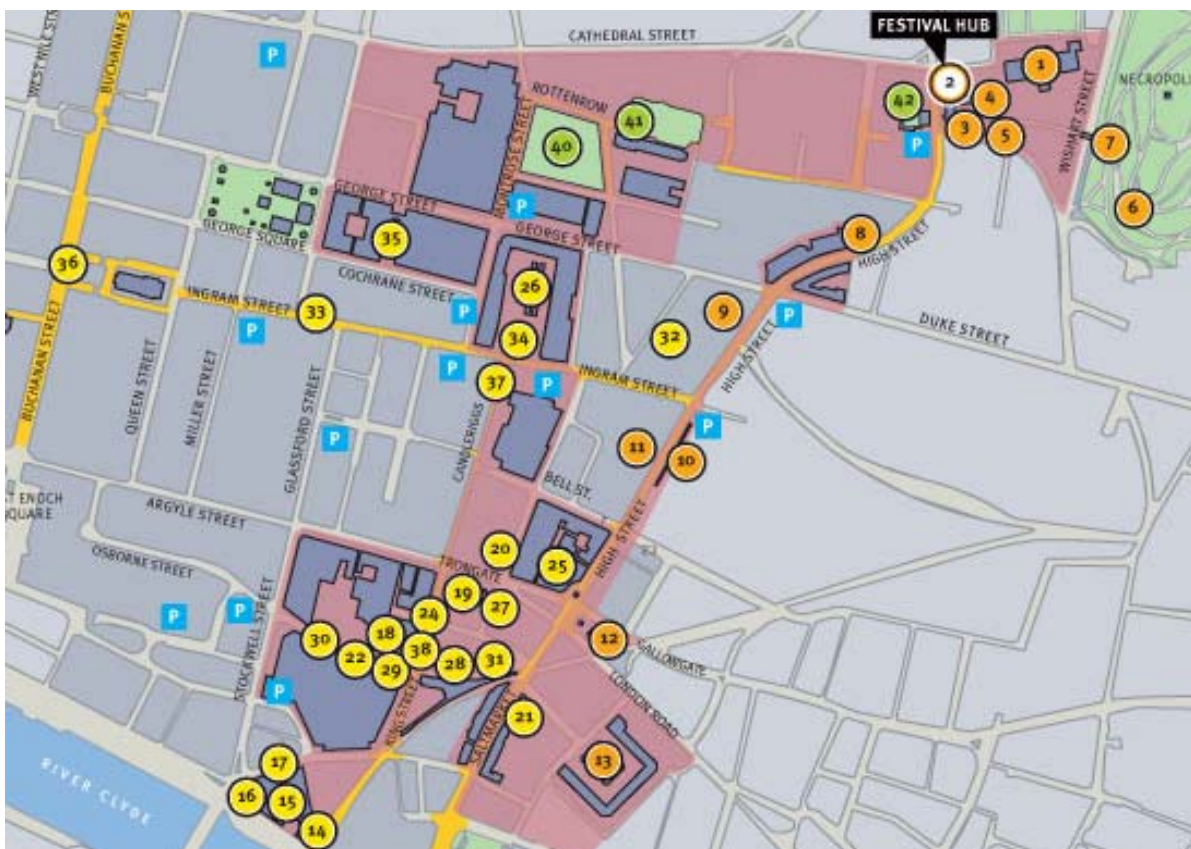 FESTIVAL HUB
CATHEDRAL STREET
WEST NILE ST
BUCHANAN S
P
1
2
NECROPOL
ROTTENROW
MONTROSE STREET
41
42
4
3
5
P
WISHART STREET
7
40
6
GEORGE STREET
P
GEORGE STREET
GEORGE SQUARE
35
8
HIGH STREET
36
COCHRANE STREET
26
INGRAM STREET
33
P
P
34
9
32
P
DUKE STREET
HIGH STREET
BUCHANAN STREET
QUEEN STREET
MILLER STREET
GLASSFORD STREET
P
37
P
INGRAM STREET
CANDLERIGGS
P
11
10
P
BELL ST.
T ENOCH
SQUARE
ARGYLE STREET
OSBORNE STREET
20
25
HIGH STREET
TRONGATE
19
27
24
P
P
STOCKWELL STREET
30
18
22
38
29
28
31
12
GALLOWGATE
LONDON ROAD
P
KING STREET
SALTMARKET
21
13
RIVER CLYDE
17
16
15
14